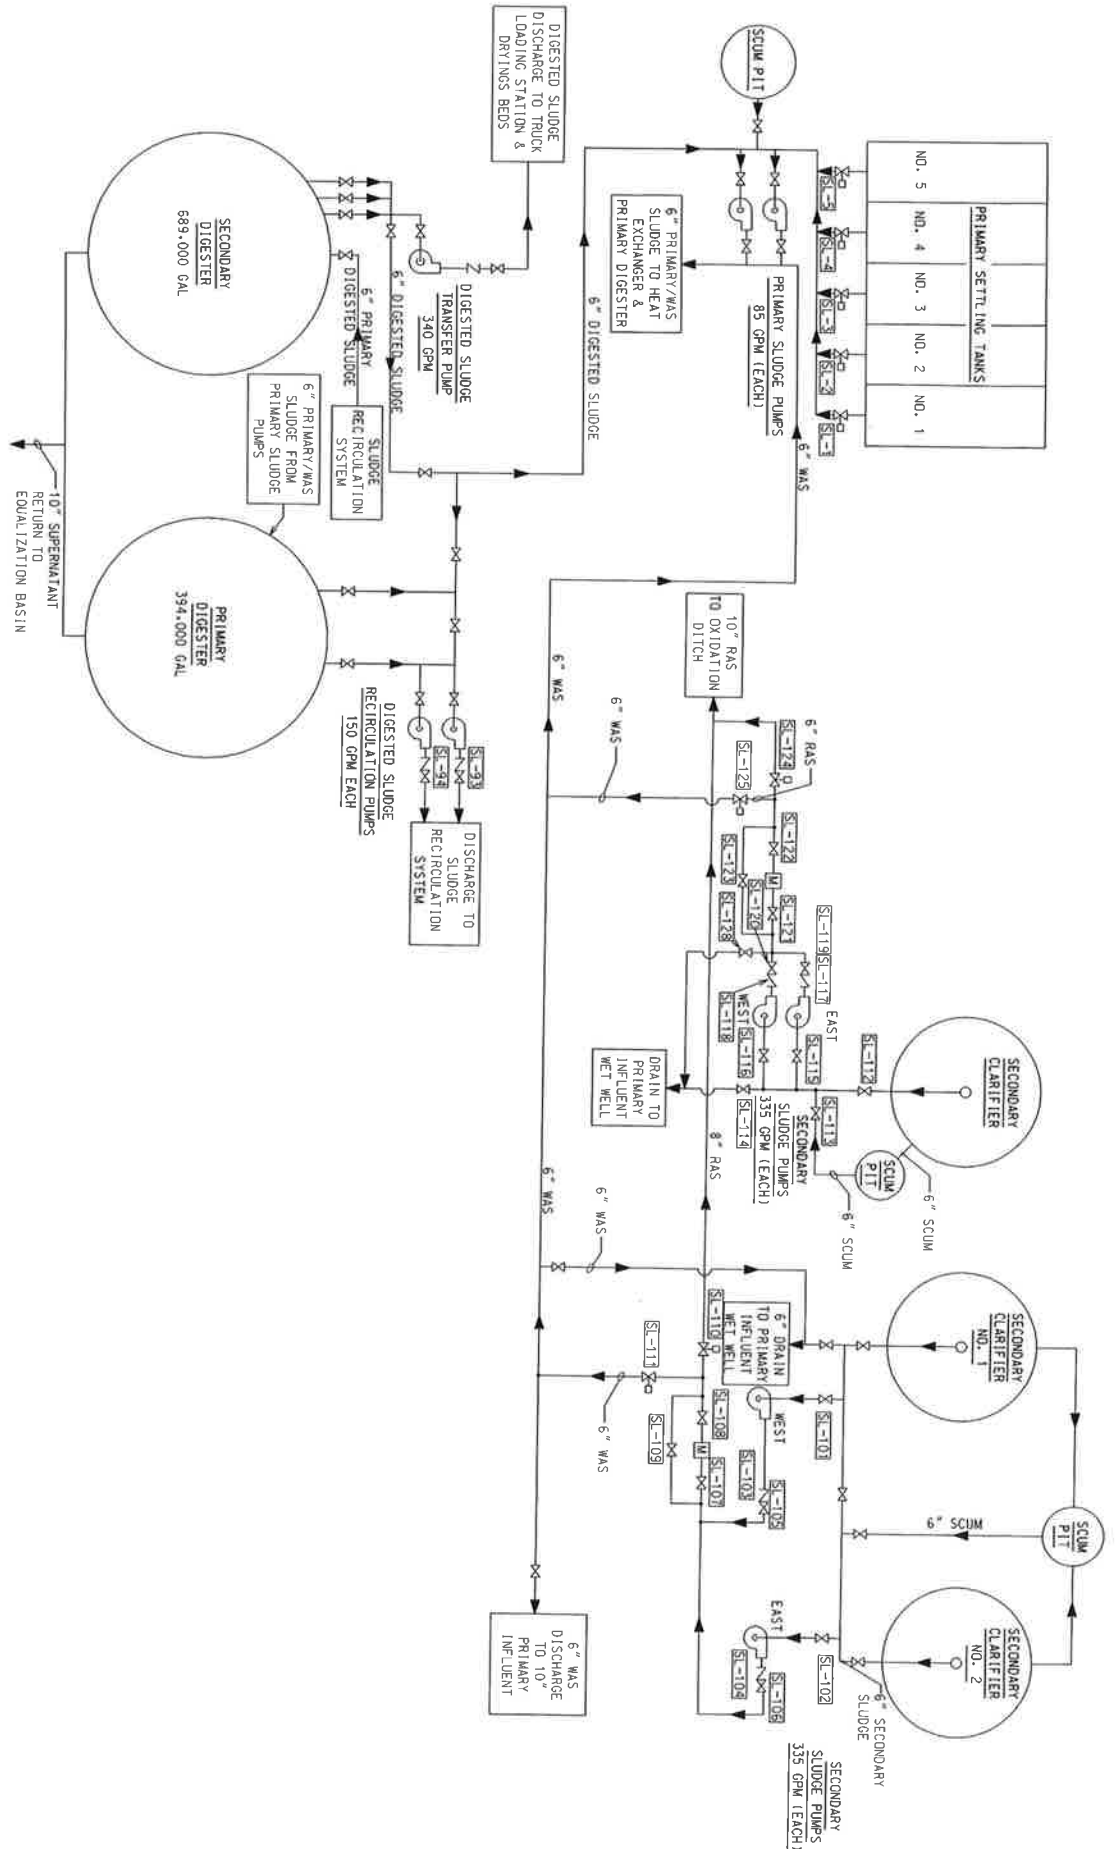 PRIMARY SETTLING TANKS
NO. 5
NO. 4
NO. 3
NO. 2
NO. 1
SL-5
SL-4
SL-3
SL-2
SL-1
SCUM PIT
PRIMARY SLUDGE PUMPS
85 GPM (EACH)
6" PRIMARY/WAS
SLUDGE TO HEAT
EXCHANGER &
PRIMARY DIGESTER
6" WAS
6" DIGESTED SLUDGE
DIGESTED SLUDGE
DISCHARGE TO TRUCK
LOADING STATION &
DRYINGS BEDS
DIGESTED SLUDGE
TRANSFER PUMP
340 GPM
6" DIGESTED SLUDGE
6" PRIMARY
DIGESTED SLUDGE
SECONDARY
DIGESTER
689,000 GAL
SLUDGE
RECIRCULATION
SYSTEM
6" PRIMARY/WAS
SLUDGE FROM
PRIMARY SLUDGE
PUMPS
10" SUPERNATANT
RETURN TO
EQUALIZATION BASIN
PRIMARY
DIGESTER
394,000 GAL
DIGESTED SLUDGE
RECIRCULATION PUMPS
150 GPM EACH
SL-93
SL-94
DISCHARGE TO
SLUDGE
RECIRCULATION
SYSTEM
10" RAS
TO OXIDATION
DITCH
6" WAS
6" WAS
6" RAS
SL-124
SL-125
SL-122
SL-123
M
SL-120
SL-121
SL-128
SL-119
SL-117
EAST
SL-118
WEST
SL-116
SL-115
SL-112
SL-113
SL-114
SECONDARY
CLARIFIER
SCUM
PIT
6" SCUM
6" SCUM
SECONDARY
SLUDGE PUMPS
335 GPM (EACH)
DRAIN TO
PRIMARY
INFLUENT
WET WELL
8" RAS
6" WAS
6" WAS
SECONDARY
CLARIFIER
NO. 1
6" DRAIN
TO PRIMARY
INFLUENT
WET WELL
SL-110
SL-111
6" WAS
SL-108
SL-109
M
SL-107
WEST
SL-101
SL-103
SL-105
SCUM
PIT
6" SCUM
SECONDARY
CLARIFIER
NO. 2
EAST
SL-102
SL-104
SL-106
6" SECONDARY
SLUDGE
SECONDARY
SLUDGE PUMPS
335 GPM (EACH)
6" WAS
DISCHARGE
TO 10"
PRIMARY
INFLUENT